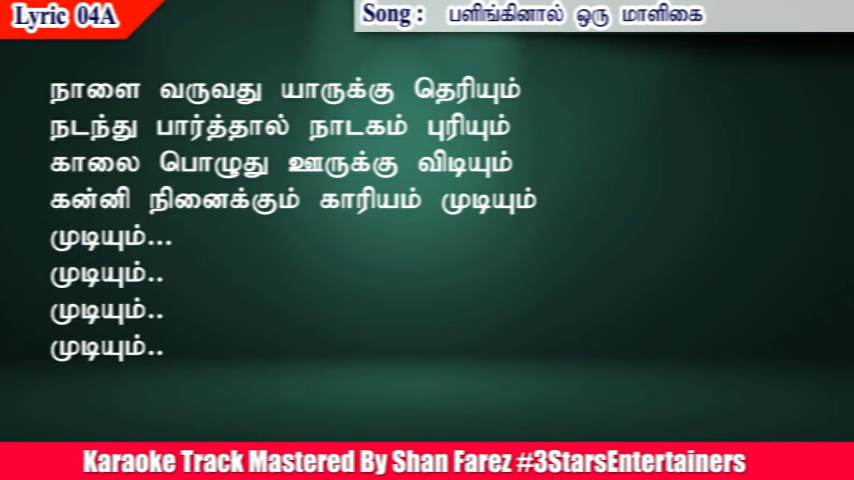 Lyric 04A
Song : பளிங்கினால் ஒரு மாளிகை
நாளை வருவது யாருக்கு தெரியும்
நடந்து பார்த்தால் நாடகம் புரியும்
காலை பொழுது ஊருக்கு விடியும்
கன்னி நினைக்கும் காரியம் முடியும்
முடியும்...
முடியும்..
முடியும்..
முடியும்..
Karaoke Track Mastered By Shan Farez #3StarsEntertainers